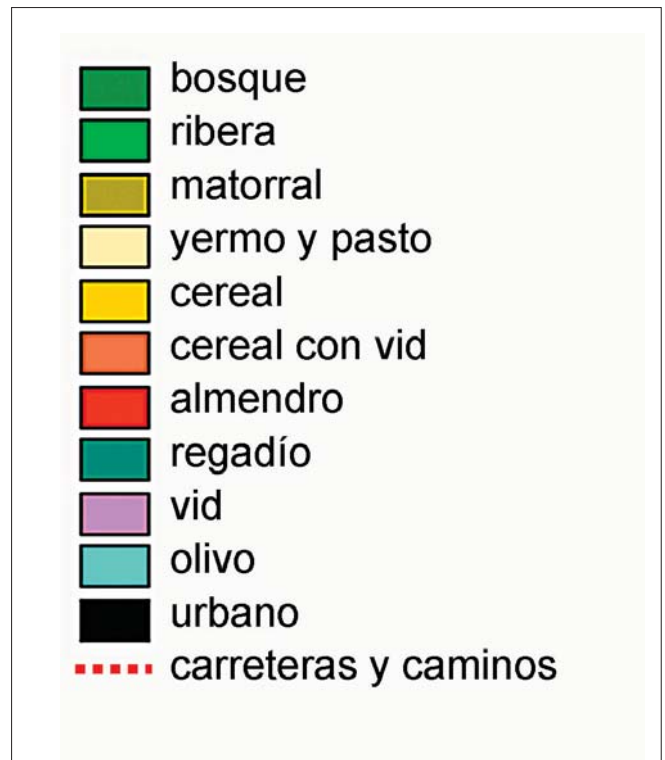 bosque
ribera
matorral
yermo y pasto
cereal
cereal con vid
almendro
regadío
vid
olivo
urbano
carreteras y caminos